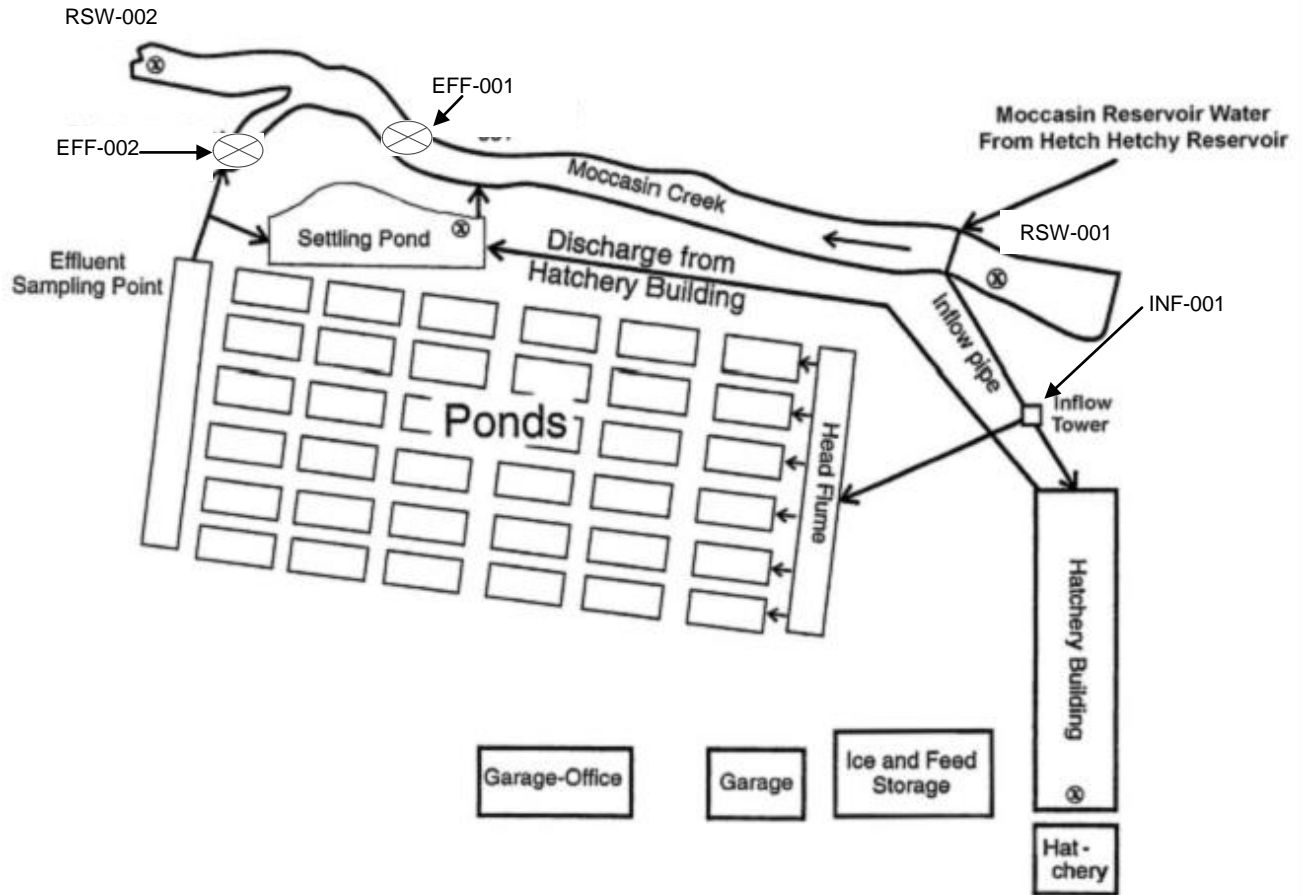 RSW-002
EFF-001
EFF-002
Moccasin Reservoir Water
From Hetch Hetchy Reservoir
Moccasin Creek
RSW-001
Settling Pond
Discharge from
Hatchery Building
Effluent
Sampling Point
Inflow pipe
INF-001
Inflow
Tower
Ponds
Head Flume
Hatchery Building
Garage-Office
Garage
Ice and Feed
Storage
Hat-
chery